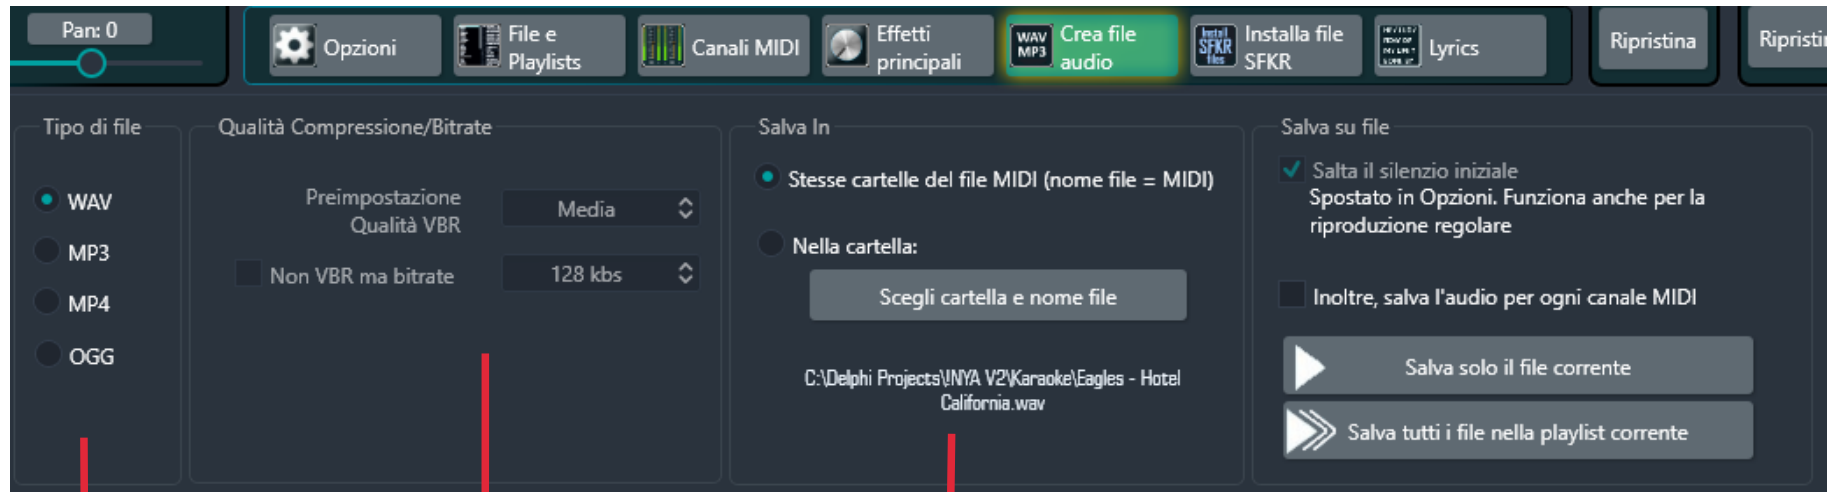 Pan: 0
Opzioni
File e
Playlists
Canali MIDI
Effetti
principali
WAV
MP3
Crea file
audio
Install
SFKR
files
Installa file
SFKR
Lyrics
Ripristina
Ripristin
Tipo di file
WAV
MP3
MP4
OGG
Qualità Compressione/Bitrate
Preimpostazione
Qualità VBR
Media
Non VBR ma bitrate
128 kbs
Salva In
Stesse cartelle del file MIDI (nome file = MIDI)
Nella cartella:
Scegli cartella e nome file
C:\Delphi Projects\!NYA V2\Karaoke\Eagles - Hotel
California.wav
Salva su file
Salta il silenzio iniziale
Spostato in Opzioni. Funziona anche per la
riproduzione regolare
Inoltre, salva l'audio per ogni canale MIDI
Salva solo il file corrente
Salva tutti i file nella playlist corrente